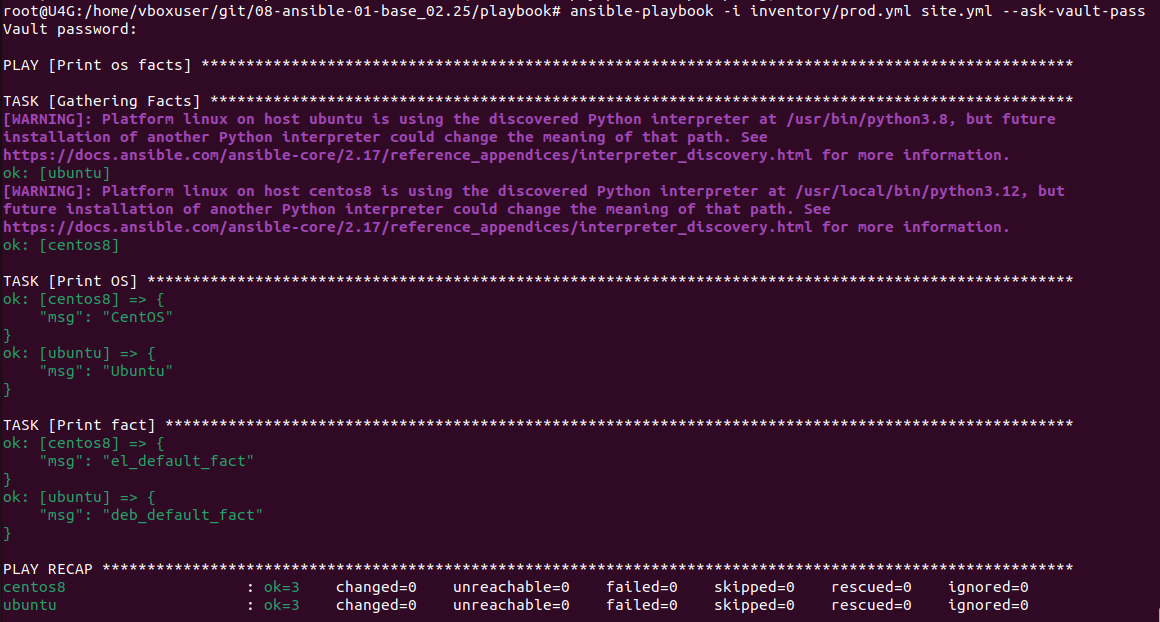 root@U4G:/home/vboxuser/git/08-ansible-01-base_02.25/playbook# ansible-playbook -i inventory/prod.yml site.yml --ask-vault-pass
Vault password:
PLAY [Print os facts] *************************************************************************************************
TASK [Gathering Facts] ************************************************************************************************
[WARNING]: Platform linux on host ubuntu is using the discovered Python interpreter at /usr/bin/python3.8, but future
installation of another Python interpreter could change the meaning of that path. See
https://docs.ansible.com/ansible-core/2.17/reference_appendices/interpreter_discovery.html for more information.
ok: [ubuntu]
[WARNING]: Platform linux on host centos8 is using the discovered Python interpreter at /usr/local/bin/python3.12, but
future installation of another Python interpreter could change the meaning of that path. See
https://docs.ansible.com/ansible-core/2.17/reference_appendices/interpreter_discovery.html for more information.
ok: [centos8]
TASK [Print OS] *******************************************************************************************************
ok: [centos8] => {
    "msg": "CentOS"
}
ok: [ubuntu] => {
    "msg": "Ubuntu"
}
TASK [Print fact] *****************************************************************************************************
ok: [centos8] => {
    "msg": "el_default_fact"
}
ok: [ubuntu] => {
    "msg": "deb_default_fact"
}
PLAY RECAP ************************************************************************************************************
centos8                    : ok=3    changed=0    unreachable=0    failed=0    skipped=0    rescued=0    ignored=0
ubuntu                     : ok=3    changed=0    unreachable=0    failed=0    skipped=0    rescued=0    ignored=0